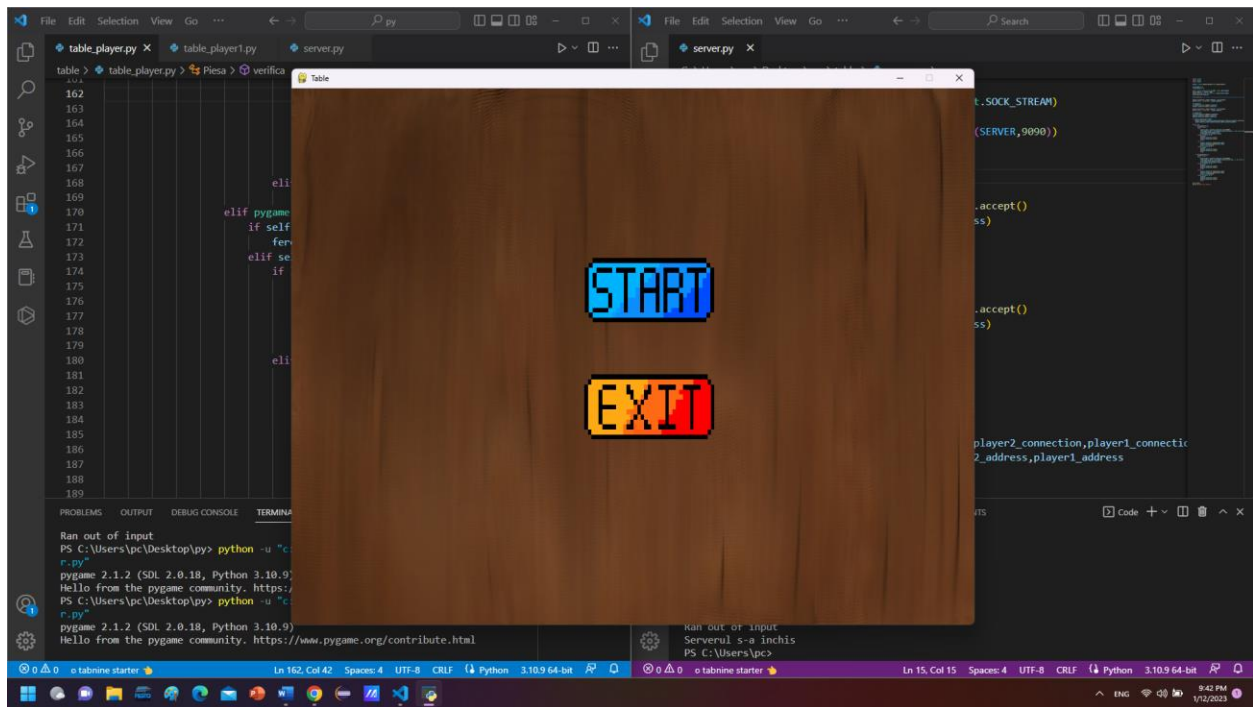 File Edit Selection View Go ··· py
table_player.py table_player1.py server.py
table > table_player.py > Piesa > verifica
162
163
164
165
166
167
168 eli
169
170 elif pygame
171 if self
172 fer
173 elif se
174 if
175
176
177
178
179
180 eli
181
182
183
184
185
186
187
188
189
PROBLEMS OUTPUT DEBUG CONSOLE TERMINA
Ran out of input
PS C:\Users\pc\Desktop\py> python -u "c:
r.py"
pygame 2.1.2 (SDL 2.0.18, Python 3.10.9)
Hello from the pygame community. https:/
PS C:\Users\pc\Desktop\py> python -u "c:
r.py"
pygame 2.1.2 (SDL 2.0.18, Python 3.10.9)
Hello from the pygame community. https://www.pygame.org/contribute.html
0 0 tabnine starter Ln 162, Col 42 Spaces: 4 UTF-8 CRLF Python 3.10.9 64-bit
Table
START
EXIT
File Edit Selection View Go ··· Search
server.py
t.SOCK_STREAM)
(SERVER,9090))
.accept()
ss)
.accept()
ss)
player2_connection,player1_connectic
2_address,player1_address
NTS Code
Ran out of input
Serverul s-a inchis
PS C:\Users\pc>
0 0 tabnine starter Ln 15, Col 15 Spaces: 4 UTF-8 CRLF Python 3.10.9 64-bit
ENG 9:42 PM
1/12/2023